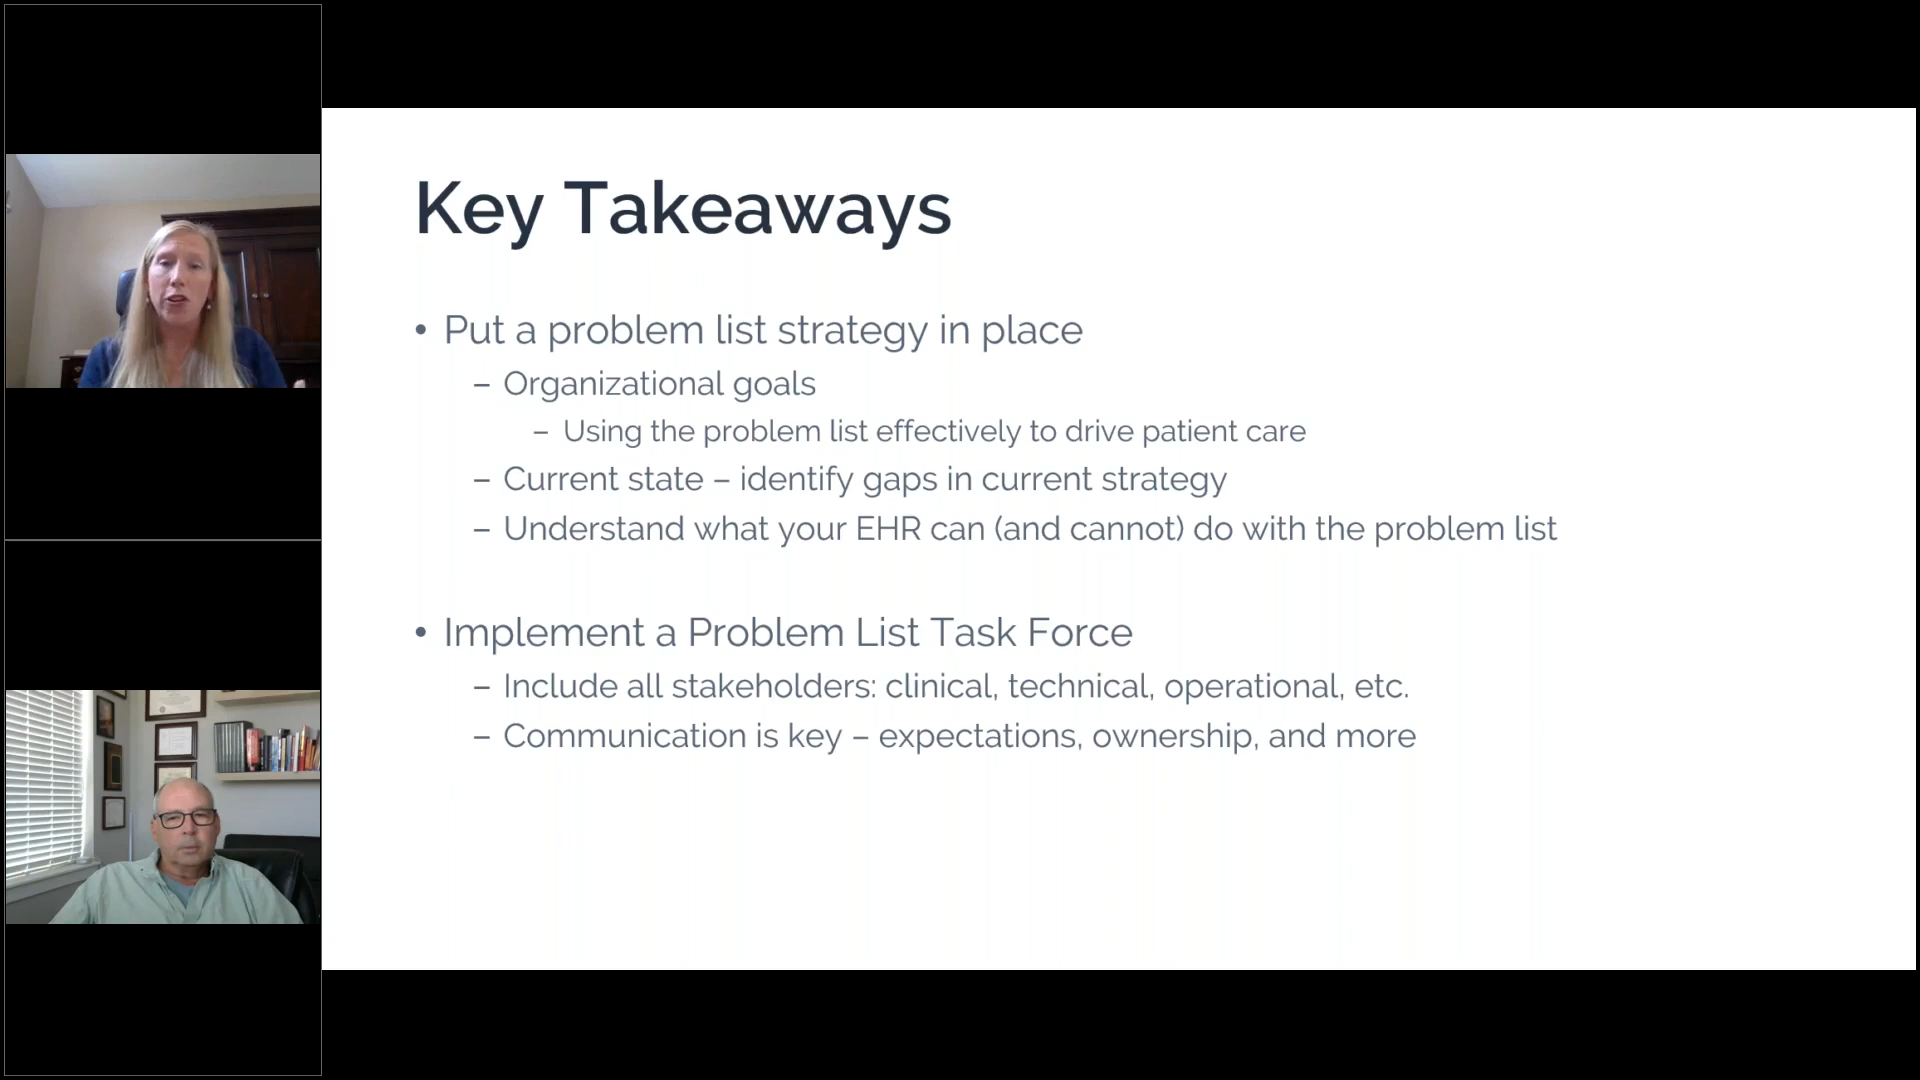 Key Takeaways
• Put a problem list strategy in place
– Organizational goals
– Using the problem list effectively to drive patient care
– Current state – identify gaps in current strategy
– Understand what your EHR can (and cannot) do with the problem list
• Implement a Problem List Task Force
– Include all stakeholders: clinical, technical, operational, etc.
– Communication is key – expectations, ownership, and more